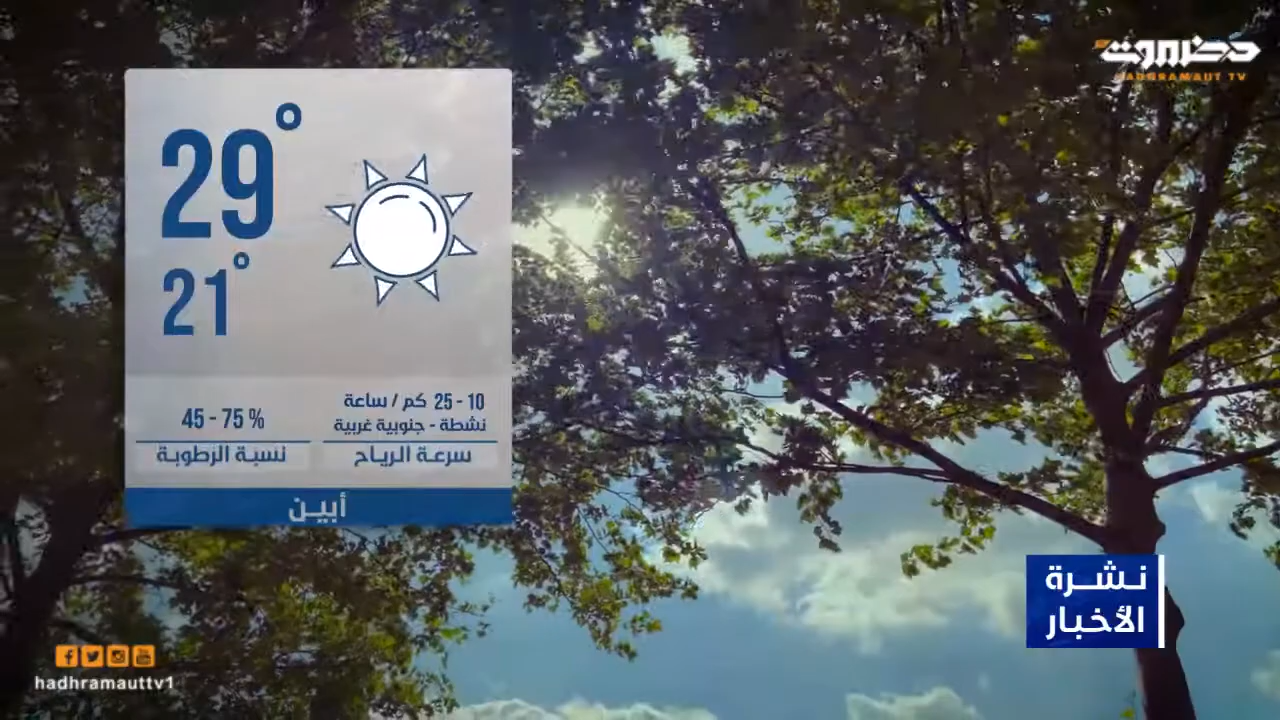 حضرموت
HADHRAMAUT TV
29°
21°
10 - 25 كم / ساعة
نشطة - جنوبية غربية
سرعة الرياح
45 - 75 %
نسبة الرطوبة
أبين
نشرة
الأخبار
hadhramauttv1